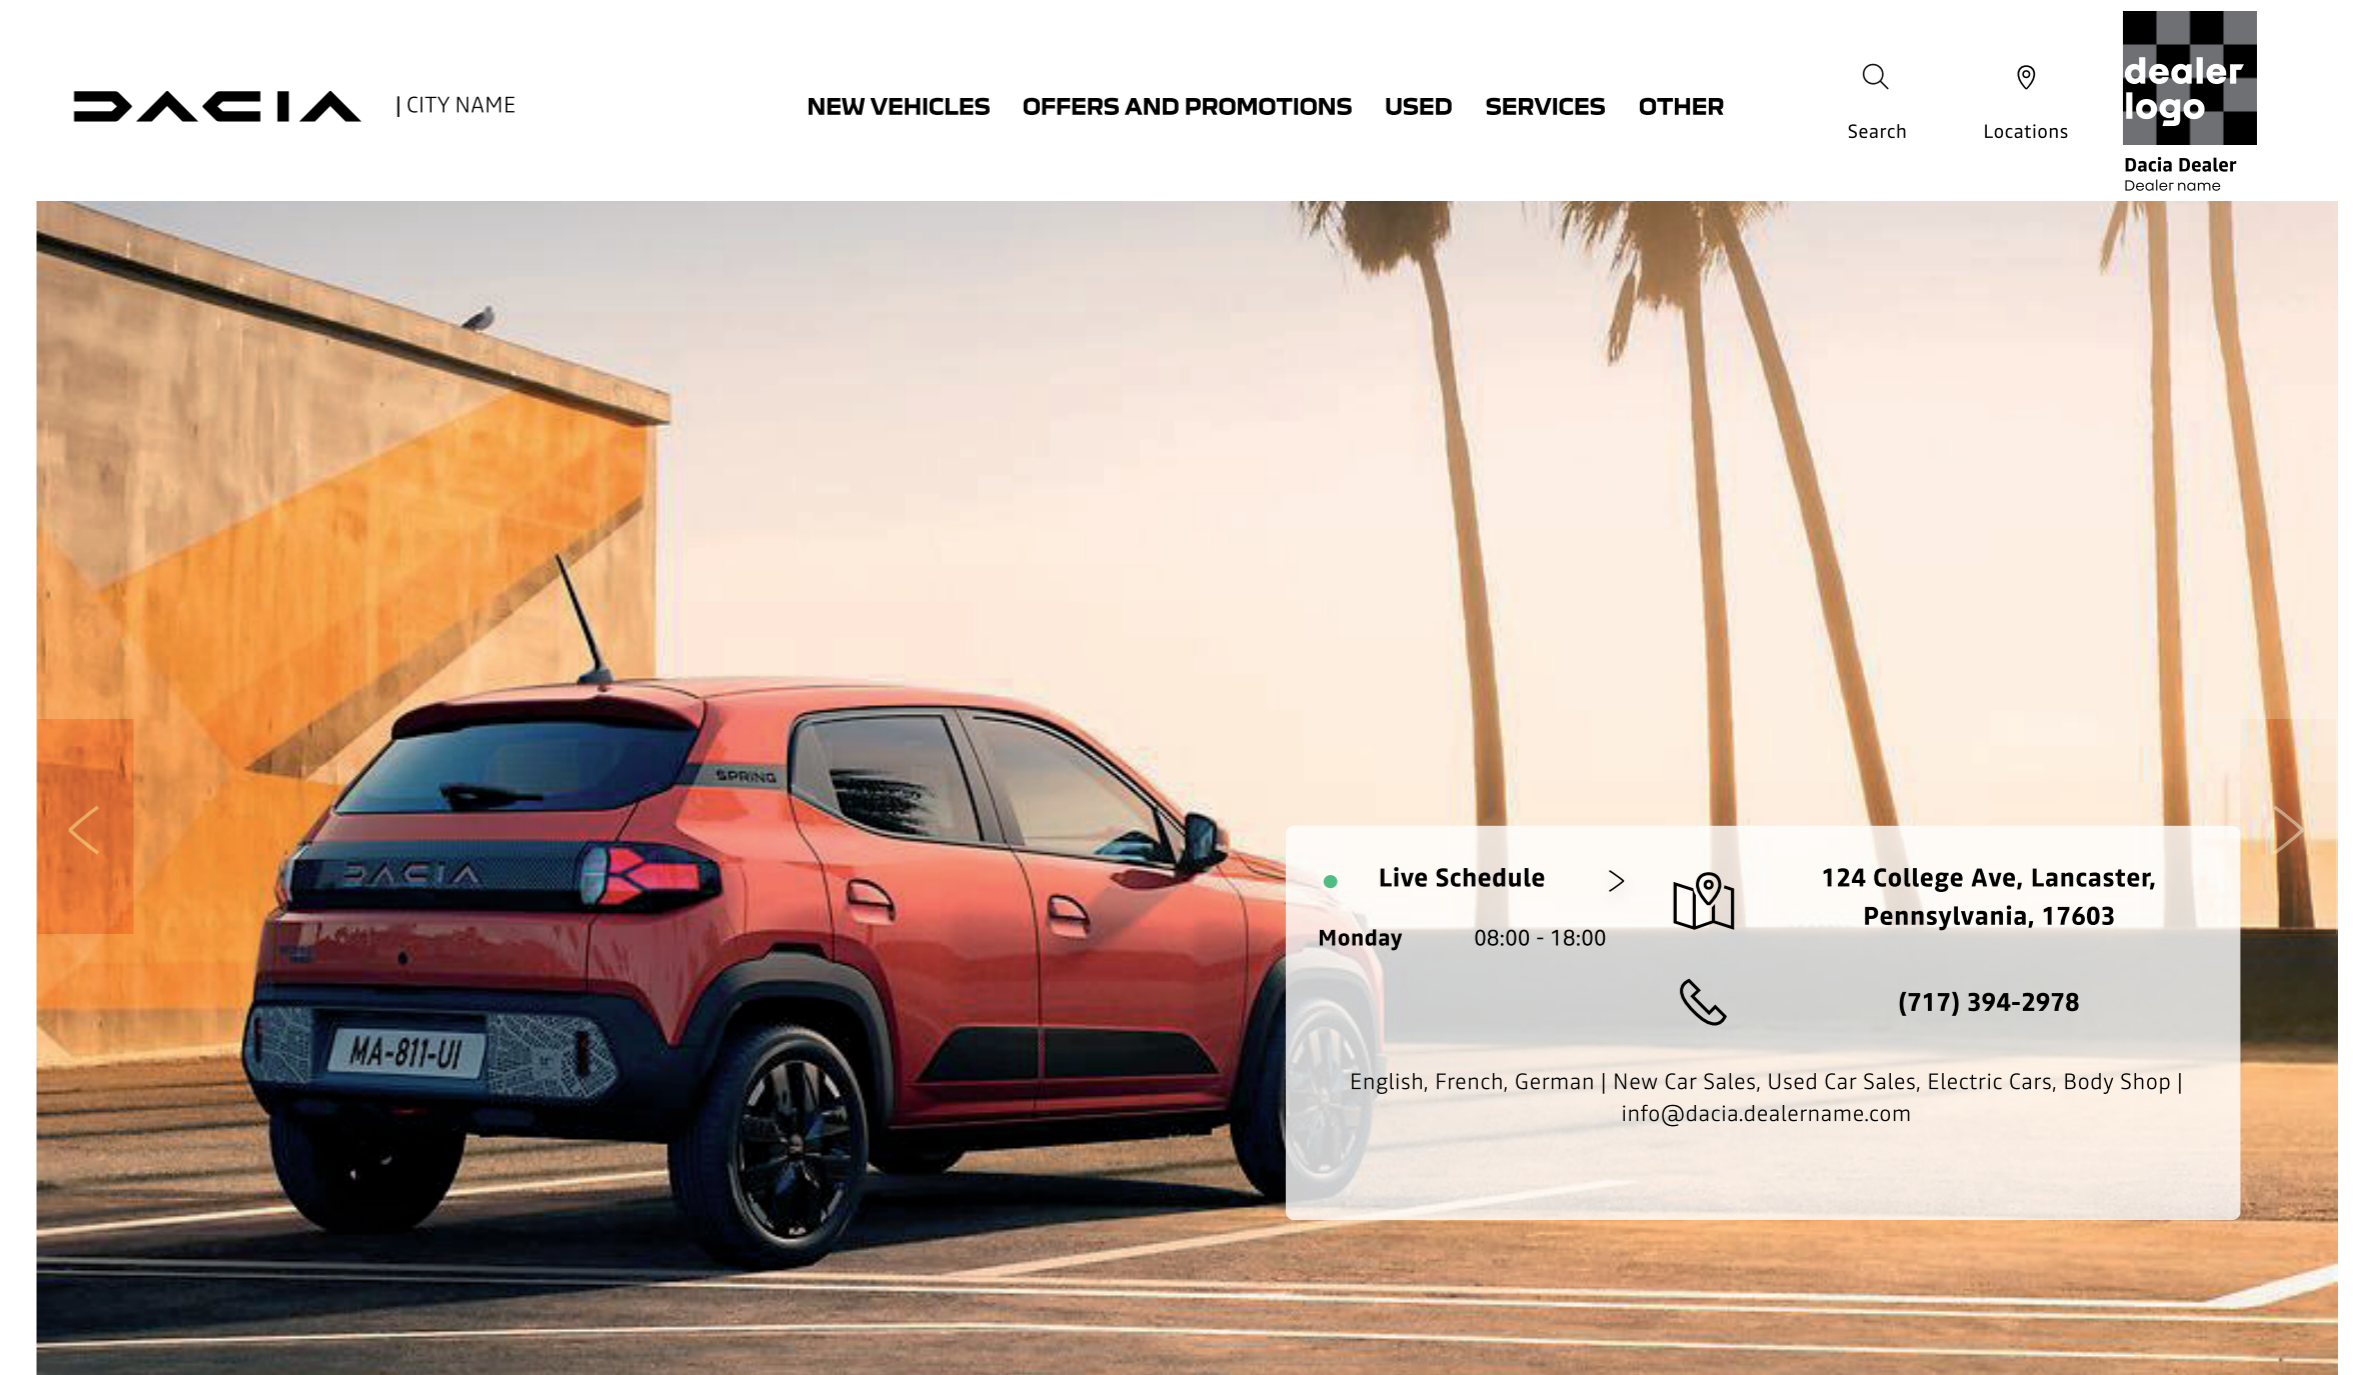 DACIA
| CITY NAME
NEW VEHICLES OFFERS AND PROMOTIONS USED SERVICES OTHER
Search
Locations
dealer
logo
Dacia Dealer
Dealer name
SPRING
DACIA
MA-811-UI
Live Schedule
Monday 08:00 - 18:00
124 College Ave, Lancaster,
Pennsylvania, 17603
(717) 394-2978
English, French, German | New Car Sales, Used Car Sales, Electric Cars, Body Shop |
info@dacia.dealername.com